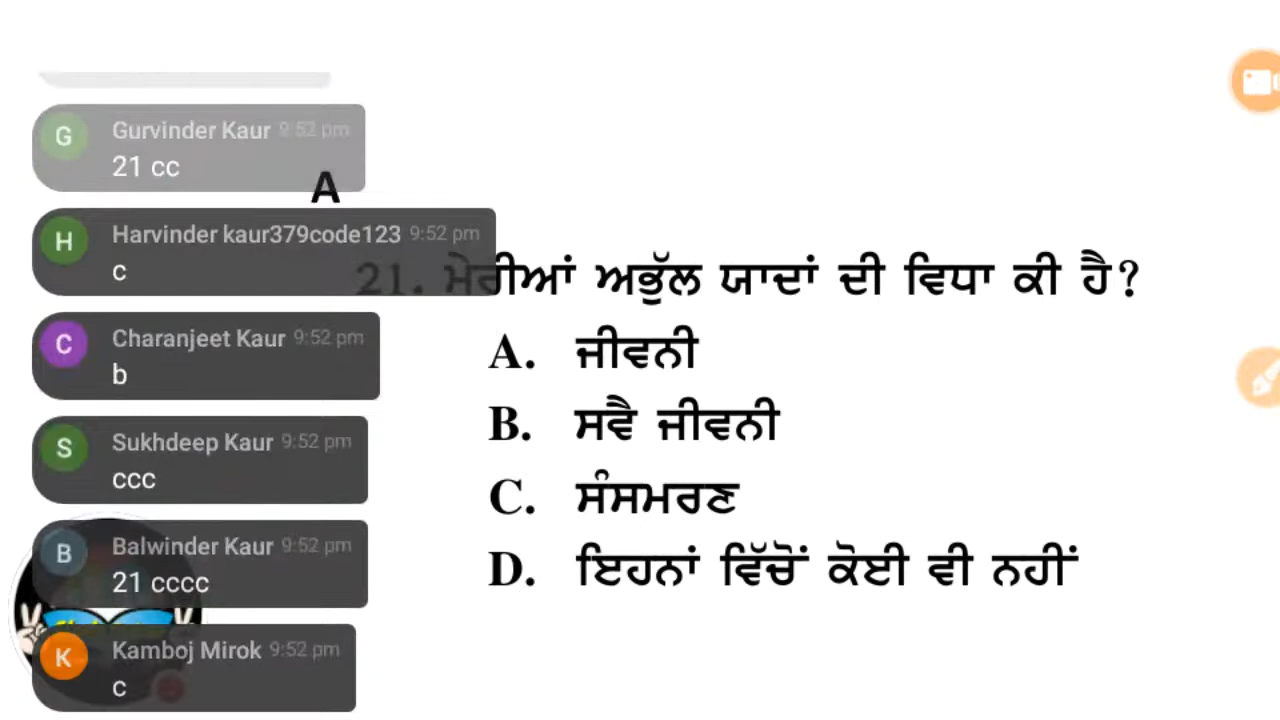 Gurvinder Kaur 9:52 pm
21 cc
A
Harvinder kaur379code123 9:52 pm
c
21. ਮੇਰੀਆਂ ਅਭੁੱਲ ਯਾਦਾਂ ਦੀ ਵਿਧਾ ਕੀ ਹੈ?
Charanjeet Kaur 9:52 pm
b
A. ਜੀਵਨੀ
B. ਸਵੈ ਜੀਵਨੀ
Sukhdeep Kaur 9:52 pm
ccc
C. ਸੰਸਮਰਣ
Balwinder Kaur 9:52 pm
21 cccc
D. ਇਹਨਾਂ ਵਿੱਚੋਂ ਕੋਈ ਵੀ ਨਹੀਂ
Kamboj Mirok 9:52 pm
c